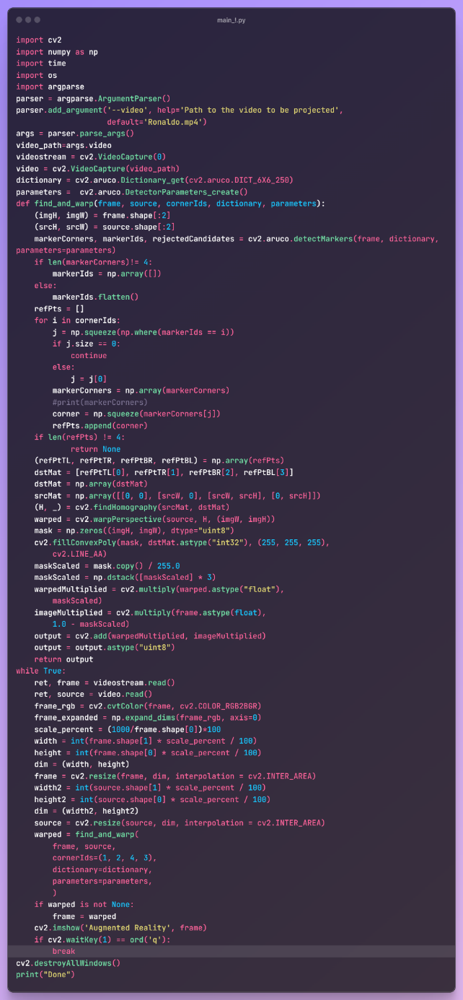 main_!.py
import cv2
import numpy as np
import time
import os
import argparse
parser = argparse.ArgumentParser()
parser.add_argument('--video', help='Path to the video to be projected',
                    default='Ronaldo.mp4')
args = parser.parse_args()
video_path=args.video
videostream = cv2.VideoCapture(0)
video = cv2.VideoCapture(video_path)
dictionary = cv2.aruco.Dictionary_get(cv2.aruco.DICT_6X6_250)
parameters =  cv2.aruco.DetectorParameters_create()
def find_and_warp(frame, source, cornerIds, dictionary, parameters):
    (imgH, imgW) = frame.shape[:2]
    (srcH, srcW) = source.shape[:2]
    markerCorners, markerIds, rejectedCandidates = cv2.aruco.detectMarkers(frame, dictionary,
parameters=parameters)
    if len(markerCorners)!= 4:
        markerIds = np.array([])
    else:
        markerIds.flatten()
    refPts = []
    for i in cornerIds:
        j = np.squeeze(np.where(markerIds == i))
        if j.size == 0:
            continue
        else:
            j = j[0]
        markerCorners = np.array(markerCorners)
        #print(markerCorners)
        corner = np.squeeze(markerCorners[j])
        refPts.append(corner)
    if len(refPts) != 4:
            return None
    (refPtTL, refPtTR, refPtBR, refPtBL) = np.array(refPts)
    dstMat = [refPtTL[0], refPtTR[1], refPtBR[2], refPtBL[3]]
    dstMat = np.array(dstMat)
    srcMat = np.array([[0, 0], [srcW, 0], [srcW, srcH], [0, srcH]])
    (H, _) = cv2.findHomography(srcMat, dstMat)
    warped = cv2.warpPerspective(source, H, (imgW, imgH))
    mask = np.zeros((imgH, imgW), dtype="uint8")
    cv2.fillConvexPoly(mask, dstMat.astype("int32"), (255, 255, 255),
        cv2.LINE_AA)
    maskScaled = mask.copy() / 255.0
    maskScaled = np.dstack([maskScaled] * 3)
    warpedMultiplied = cv2.multiply(warped.astype("float"),
        maskScaled)
    imageMultiplied = cv2.multiply(frame.astype(float),
        1.0 - maskScaled)
    output = cv2.add(warpedMultiplied, imageMultiplied)
    output = output.astype("uint8")
    return output
while True:
    ret, frame = videostream.read()
    ret, source = video.read()
    frame_rgb = cv2.cvtColor(frame, cv2.COLOR_RGB2BGR)
    frame_expanded = np.expand_dims(frame_rgb, axis=0)
    scale_percent = (1000/frame.shape[0])*100
    width = int(frame.shape[1] * scale_percent / 100)
    height = int(frame.shape[0] * scale_percent / 100)
    dim = (width, height)
    frame = cv2.resize(frame, dim, interpolation = cv2.INTER_AREA)
    width2 = int(source.shape[1] * scale_percent / 100)
    height2 = int(source.shape[0] * scale_percent / 100)
    dim = (width2, height2)
    source = cv2.resize(source, dim, interpolation = cv2.INTER_AREA)
    warped = find_and_warp(
        frame, source,
        cornerIds=(1, 2, 4, 3),
        dictionary=dictionary,
        parameters=parameters,
        )
    if warped is not None:
        frame = warped
    cv2.imshow('Augmented Reality', frame)
    if cv2.waitKey(1) == ord('q'):
        break
cv2.destroyAllWindows()
print("Done")